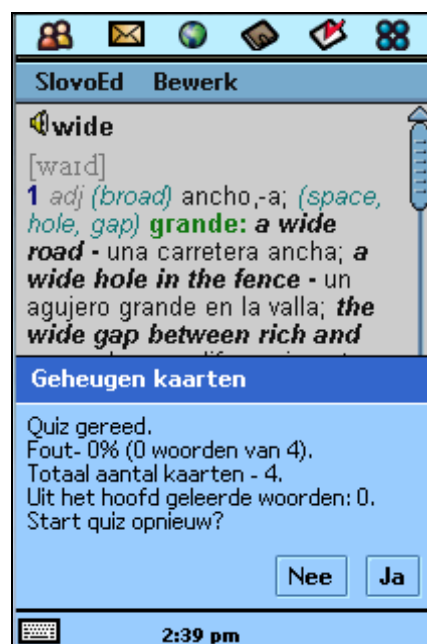 SlovoEd Bewerk
wide
[waɪd]
1 adj (broad) ancho,-a; (space,
hole, gap) grande: a wide
road - una carretera ancha; a
wide hole in the fence - un
agujero grande en la valla; the
wide gap between rich and
Geheugen kaarten
Quiz gereed.
Fout- 0% (0 woorden van 4).
Totaal aantal kaarten - 4.
Uit het hoofd geleerde woorden: 0.
Start quiz opnieuw?
Nee Ja
2:39 pm